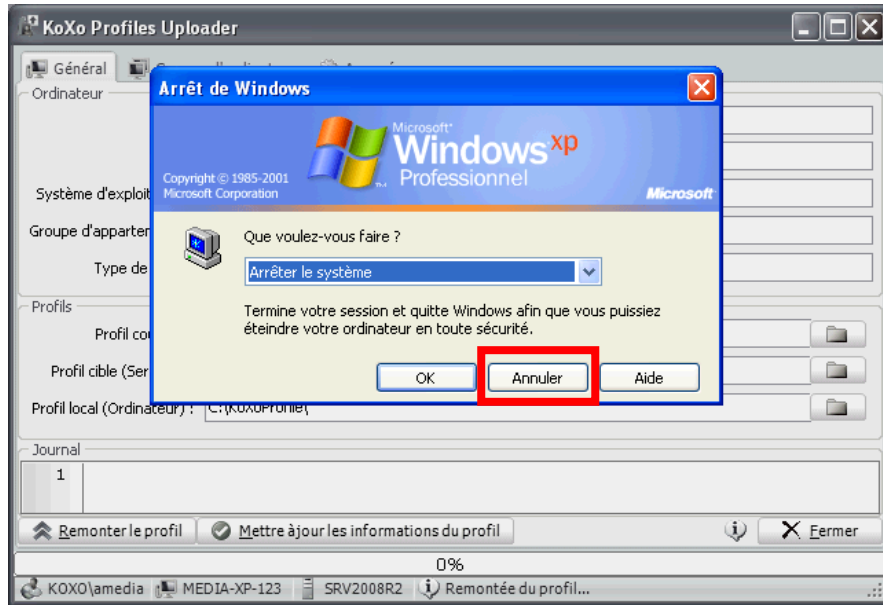 KoXo Profiles Uploader
Général
Ordinateur
Arrêt de Windows
Microsoft
Windows xp
Professionnel
Copyright © 1985-2001
Microsoft Corporation
Microsoft
Système d'exploit
Groupe d'apparten
Type de
Que voulez-vous faire ?
Arrêter le système
Termine votre session et quitte Windows afin que vous puissiez
éteindre votre ordinateur en toute sécurité.
OK
Annuler
Aide
Profils
Profil cou
Profil cible (Ser
Profil local (Ordinateur) : C:\KoXoProfile\
Journal
1
Remonter le profil
Mettre à jour les informations du profil
Fermer
0%
KOXO\amedia
MEDIA-XP-123
SRV2008R2
Remontée du profil...